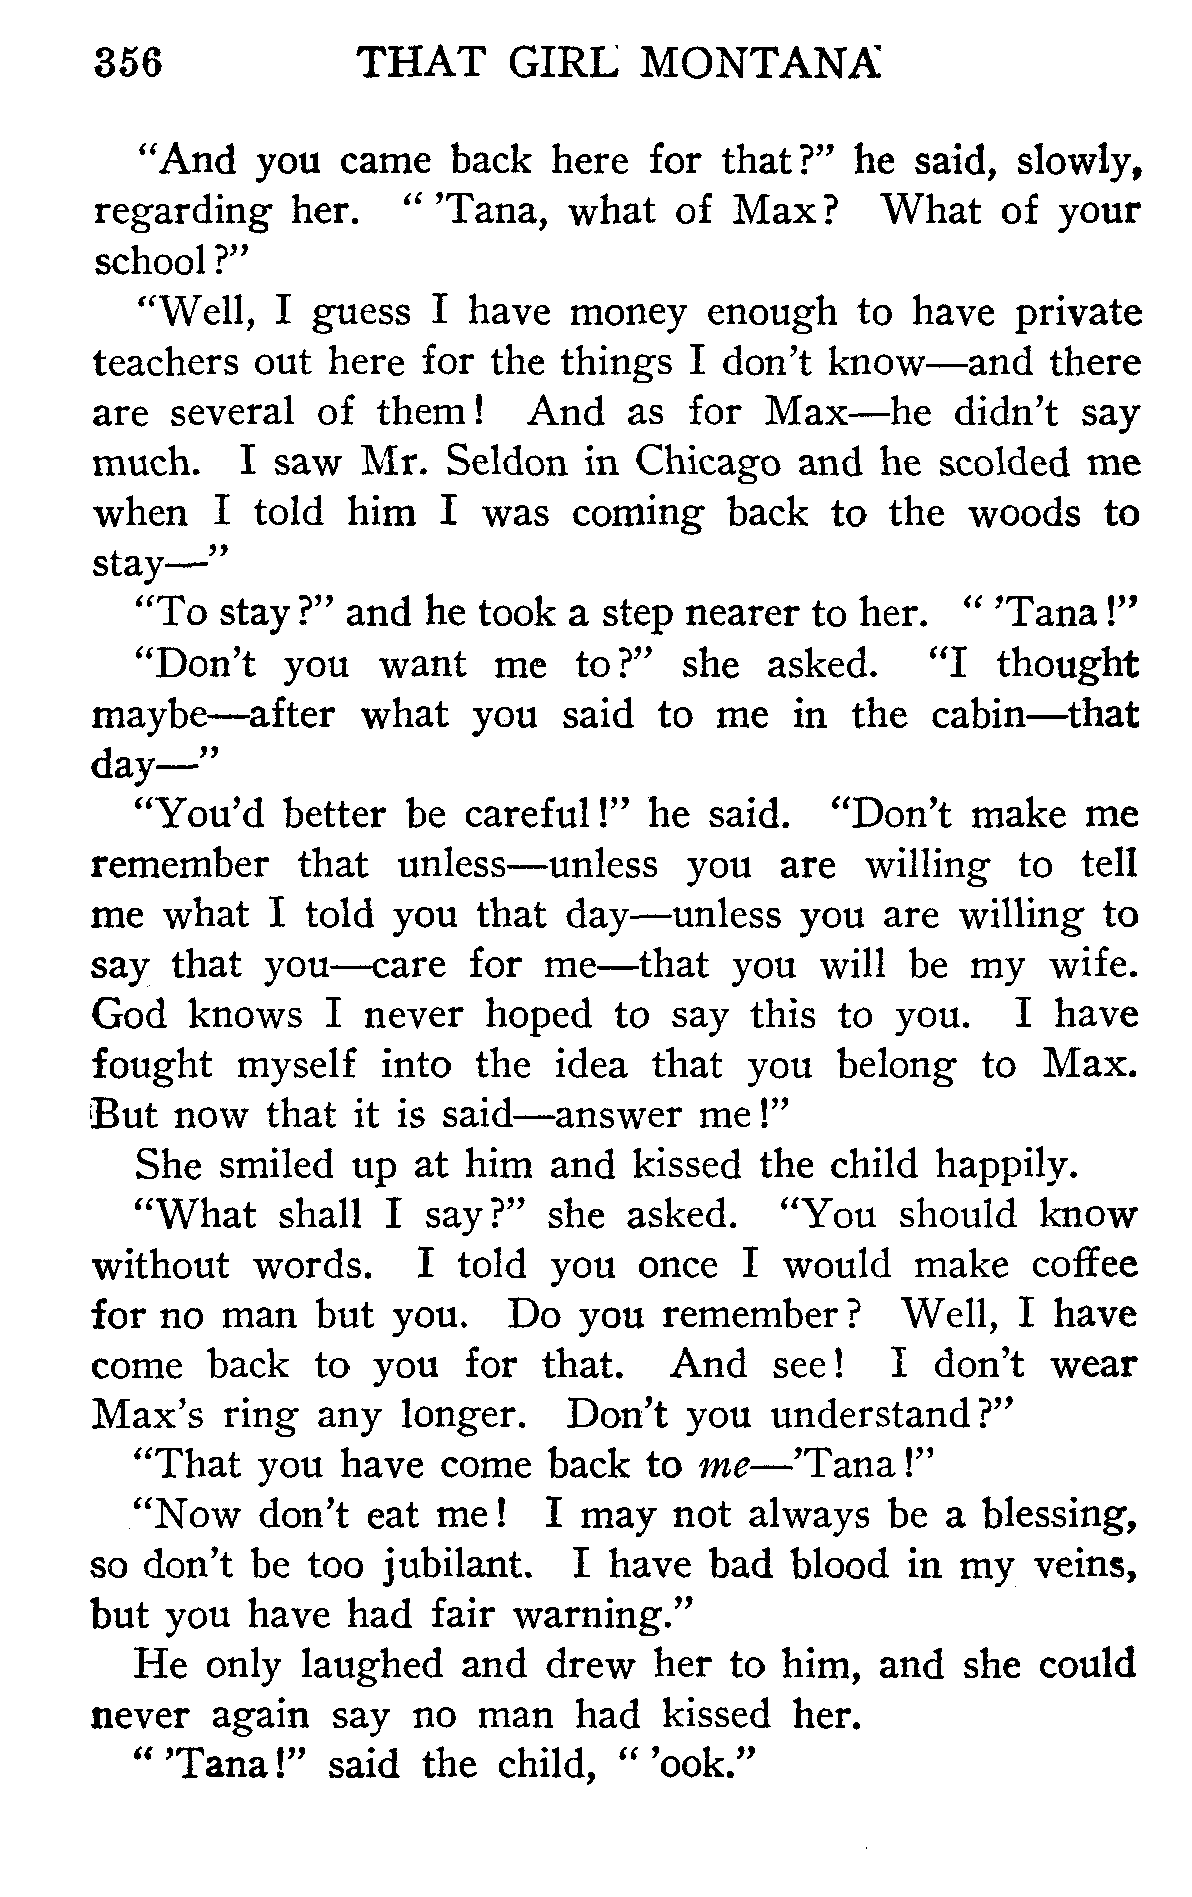 356 THAT GIRL MONTANA
“And you came back here for that?” he said, slowly,
regarding her. “ ’Tana, what of Max? What of your
school?”
“Well, I guess I have money enough to have private
teachers out here for the things I don’t know—and there
are several of them! And as for Max—he didn’t say
much. I saw Mr. Seldon in Chicago and he scolded me
when I told him I was coming back to the woods to
stay—”
“To stay?” and he took a step nearer to her. “ ’Tana!”
“Don’t you want me to?” she asked. “I thought
maybe—after what you said to me in the cabin—that
day—”
“You’d better be careful!” he said. “Don’t make me
remember that unless—unless you are willing to tell
me what I told you that day—unless you are willing to
say that you—care for me—that you will be my wife.
God knows I never hoped to say this to you. I have
fought myself into the idea that you belong to Max.
But now that it is said—answer me!”
She smiled up at him and kissed the child happily.
“What shall I say?” she asked. “You should know
without words. I told you once I would make coffee
for no man but you. Do you remember? Well, I have
come back to you for that. And see! I don’t wear
Max’s ring any longer. Don’t you understand?”
“That you have come back to me—’Tana!”
“Now don’t eat me! I may not always be a blessing,
so don’t be too jubilant. I have bad blood in my veins,
but you have had fair warning.”
He only laughed and drew her to him, and she could
never again say no man had kissed her.
“ ’Tana!” said the child, “ ’ook.”